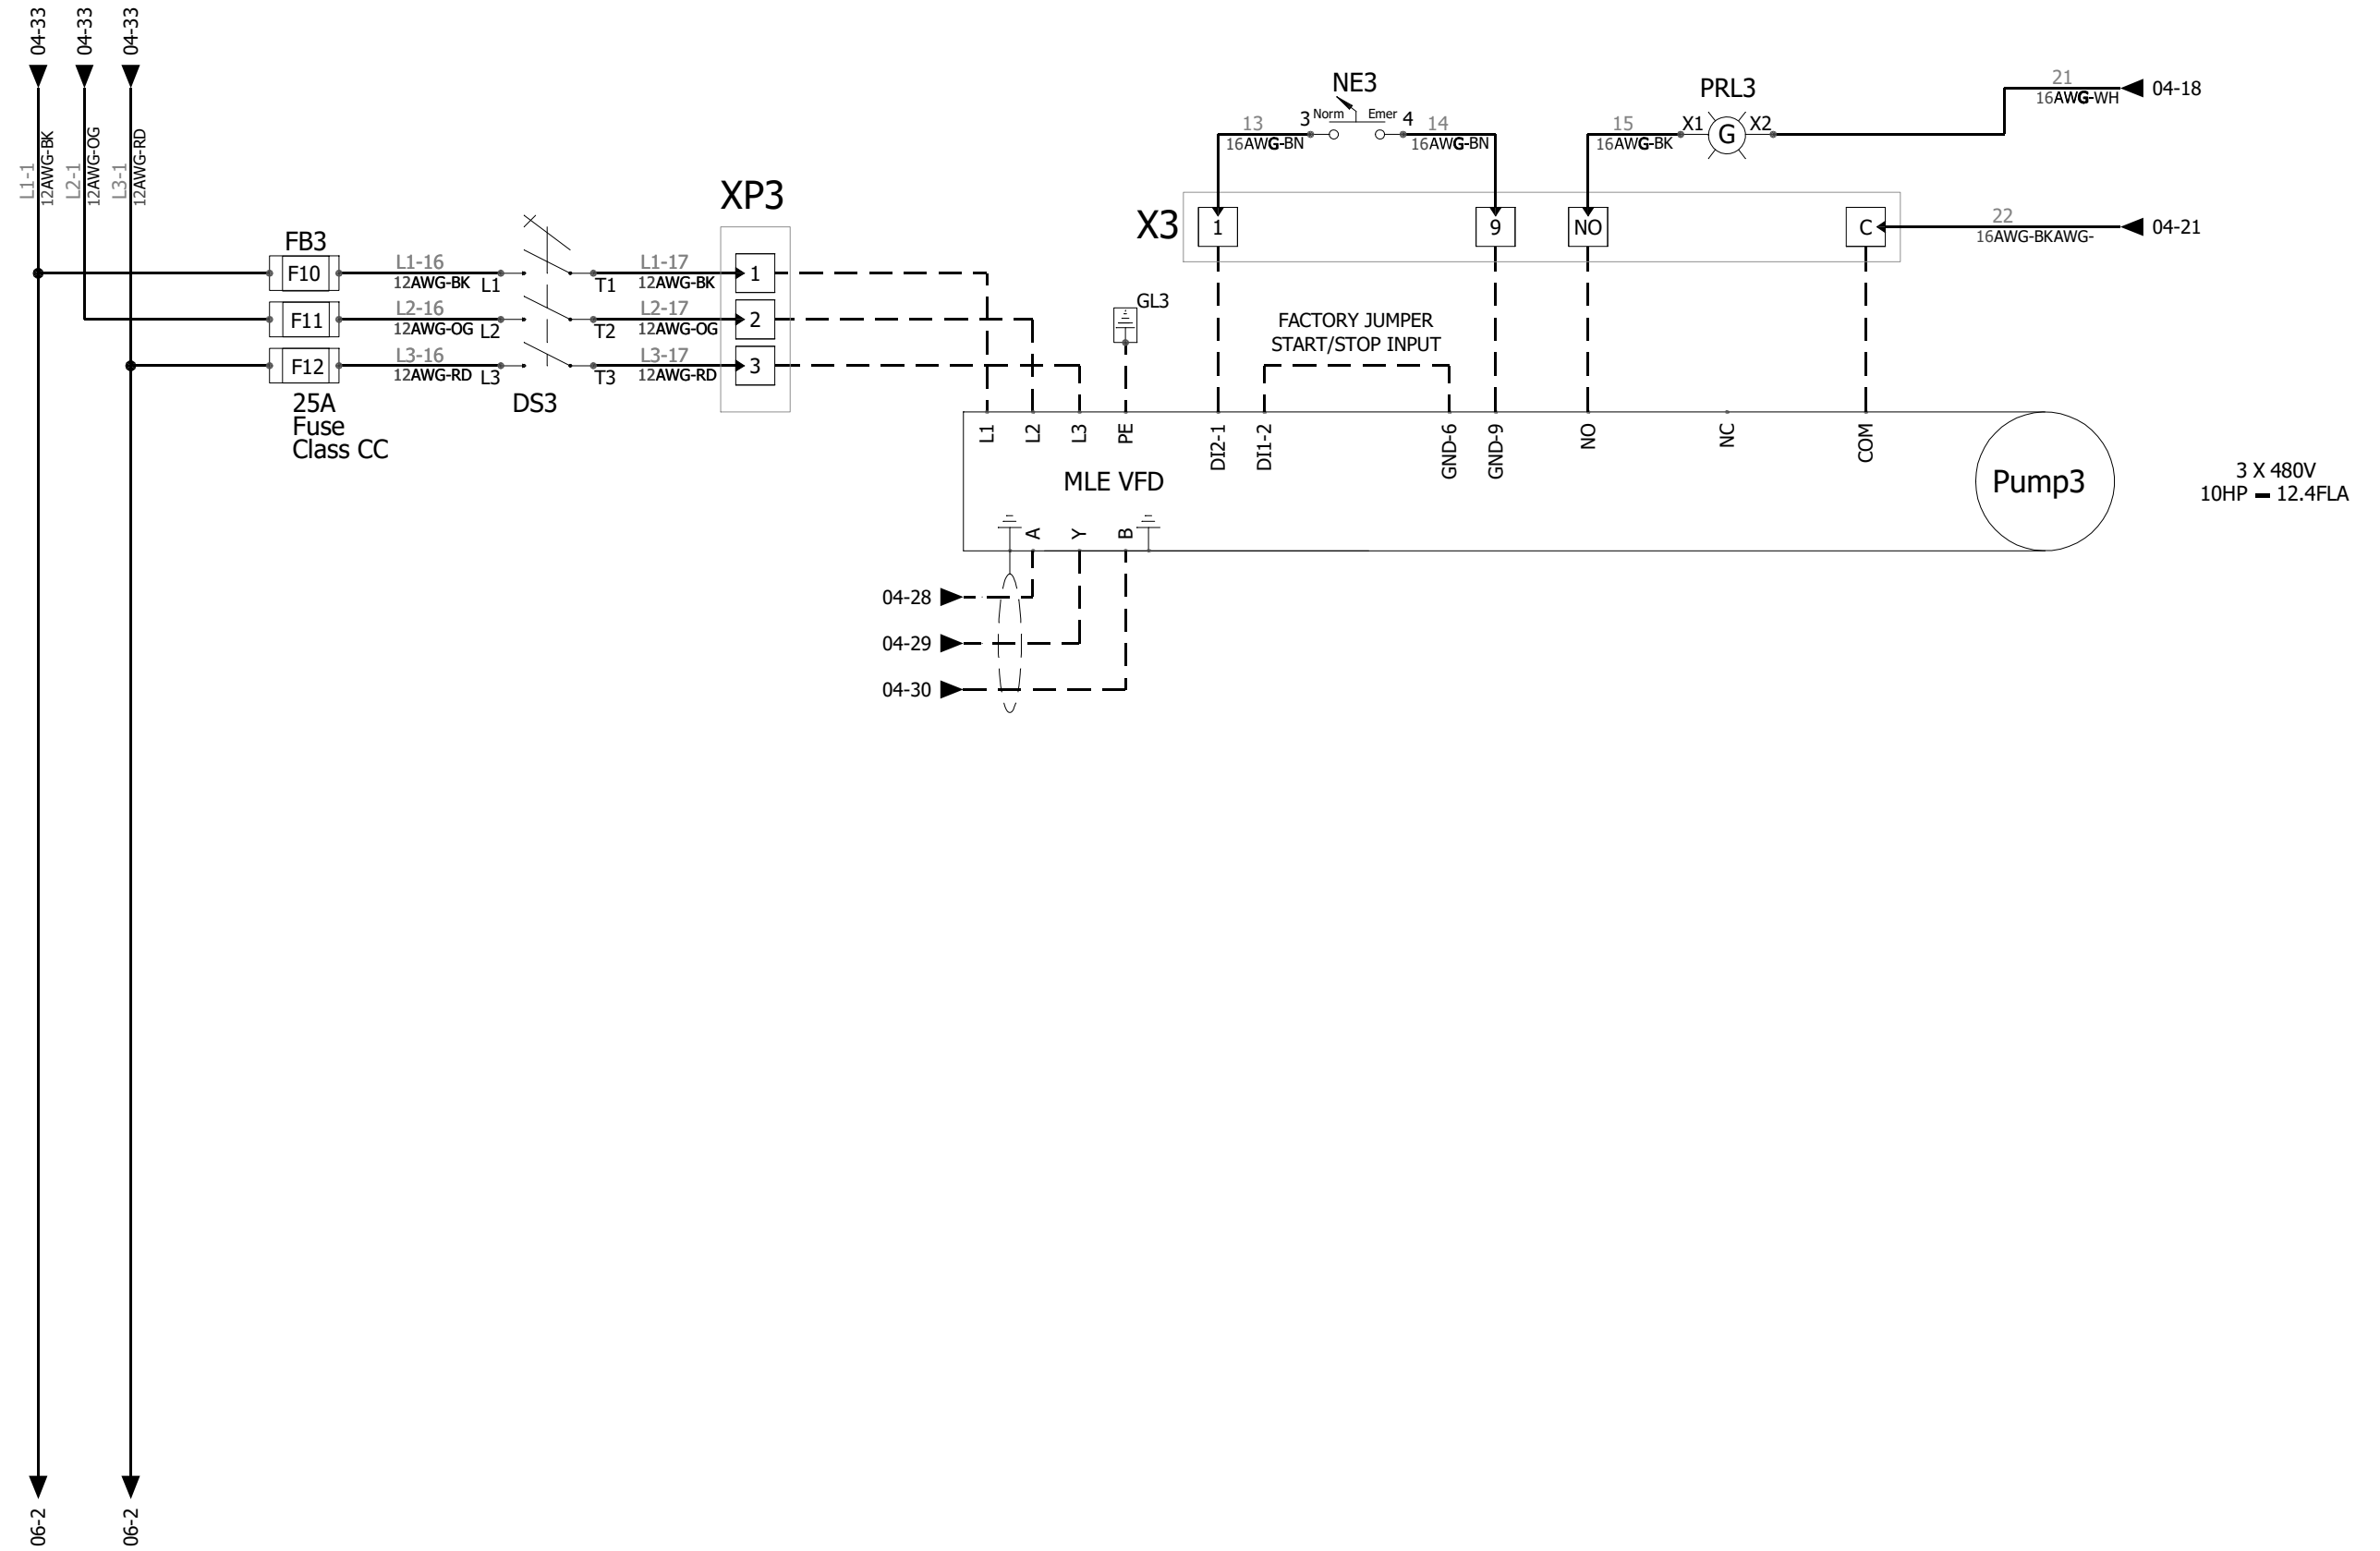 04-33
04-33
04-33
L1-1
12AWG-BK
L2-1
12AWG-OG
L3-1
12AWG-RD
FB3
F10
F11
F12
25A
Fuse
Class CC
L1-16
12AWG-BK
L1
L2-16
12AWG-OG
L2
L3-16
12AWG-RD
L3
DS3
T1
T2
T3
L1-17
12AWG-BK
L2-17
12AWG-OG
L3-17
12AWG-RD
XP3
1
2
3
GL3
NE3
Norm
Emer
3
4
13
16AWG-BN
14
16AWG-BN
PRL3
15
16AWG-BK
X1
G
X2
21
16AWG-WH
04-18
X3
1
9
NO
C
22
16AWG-BKAWG-
04-21
FACTORY JUMPER
START/STOP INPUT
L1
L2
L3
PE
DI2-1
DI1-2
GND-6
GND-9
NO
NC
COM
MLE VFD
Pump3
3 X 480V
10HP - 12.4FLA
A
Y
B
04-28
04-29
04-30
06-2
06-2